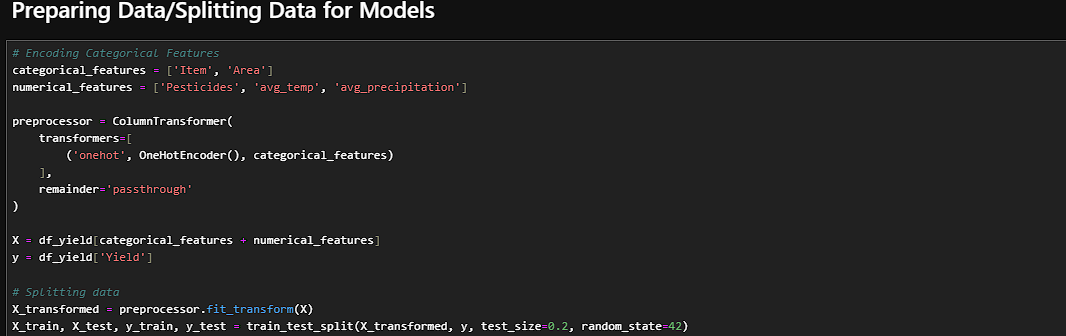 Preparing Data/Splitting Data for Models
# Encoding Categorical Features
categorical_features = ['Item', 'Area']
numerical_features = ['Pesticides', 'avg_temp', 'avg_precipitation']
preprocessor = ColumnTransformer(
    transformers=[
        ('onehot', OneHotEncoder(), categorical_features)
    ],
    remainder='passthrough'
)
X = df_yield[categorical_features + numerical_features]
y = df_yield['Yield']
# Splitting data
X_transformed = preprocessor.fit_transform(X)
X_train, X_test, y_train, y_test = train_test_split(X_transformed, y, test_size=0.2, random_state=42)